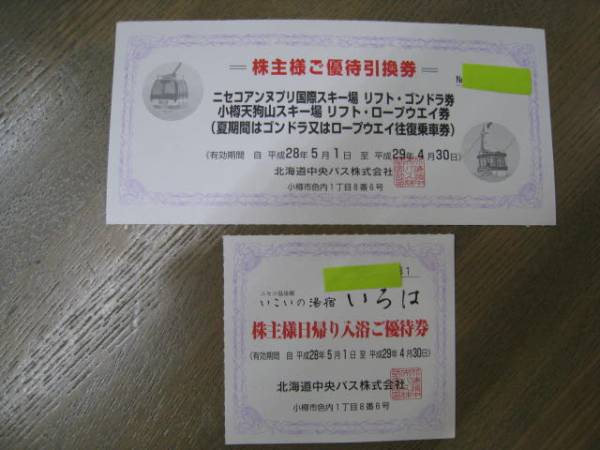 株主様ご優待引換券
№
ニセコアンヌプリ国際スキー場 リフト・ゴンドラ券
小樽天狗山スキー場 リフト・ロープウエイ券
(夏期間はゴンドラ又はロープウエイ往復乗車券)
(有効期間 自 平成28年5月1日 至 平成29年4月30日)
北海道中央バス株式会社
小樽市色内1丁目8番6号
1
いこいの湯宿 いろは
株主様日帰り入浴ご優待券
(有効期間 自 平成28年5月1日 至 平成29年4月30日)
北海道中央バス株式会社
小樽市色内1丁目8番6号